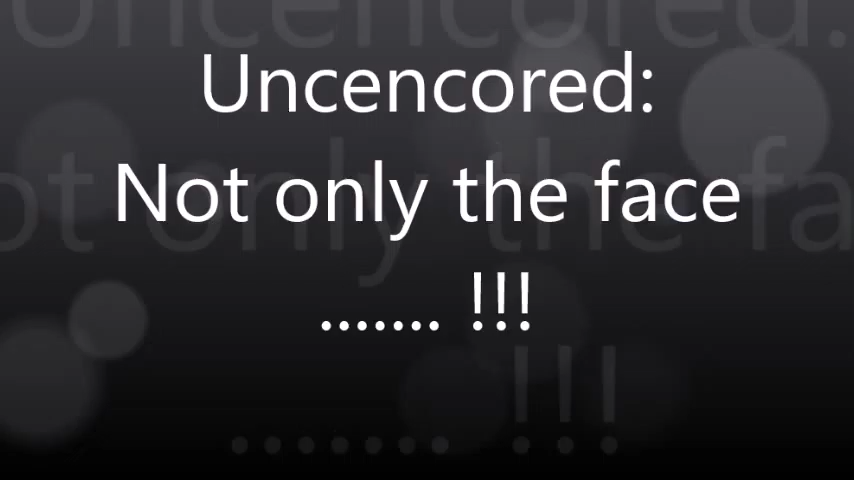 Uncencored:
Not only the face
....... !!!